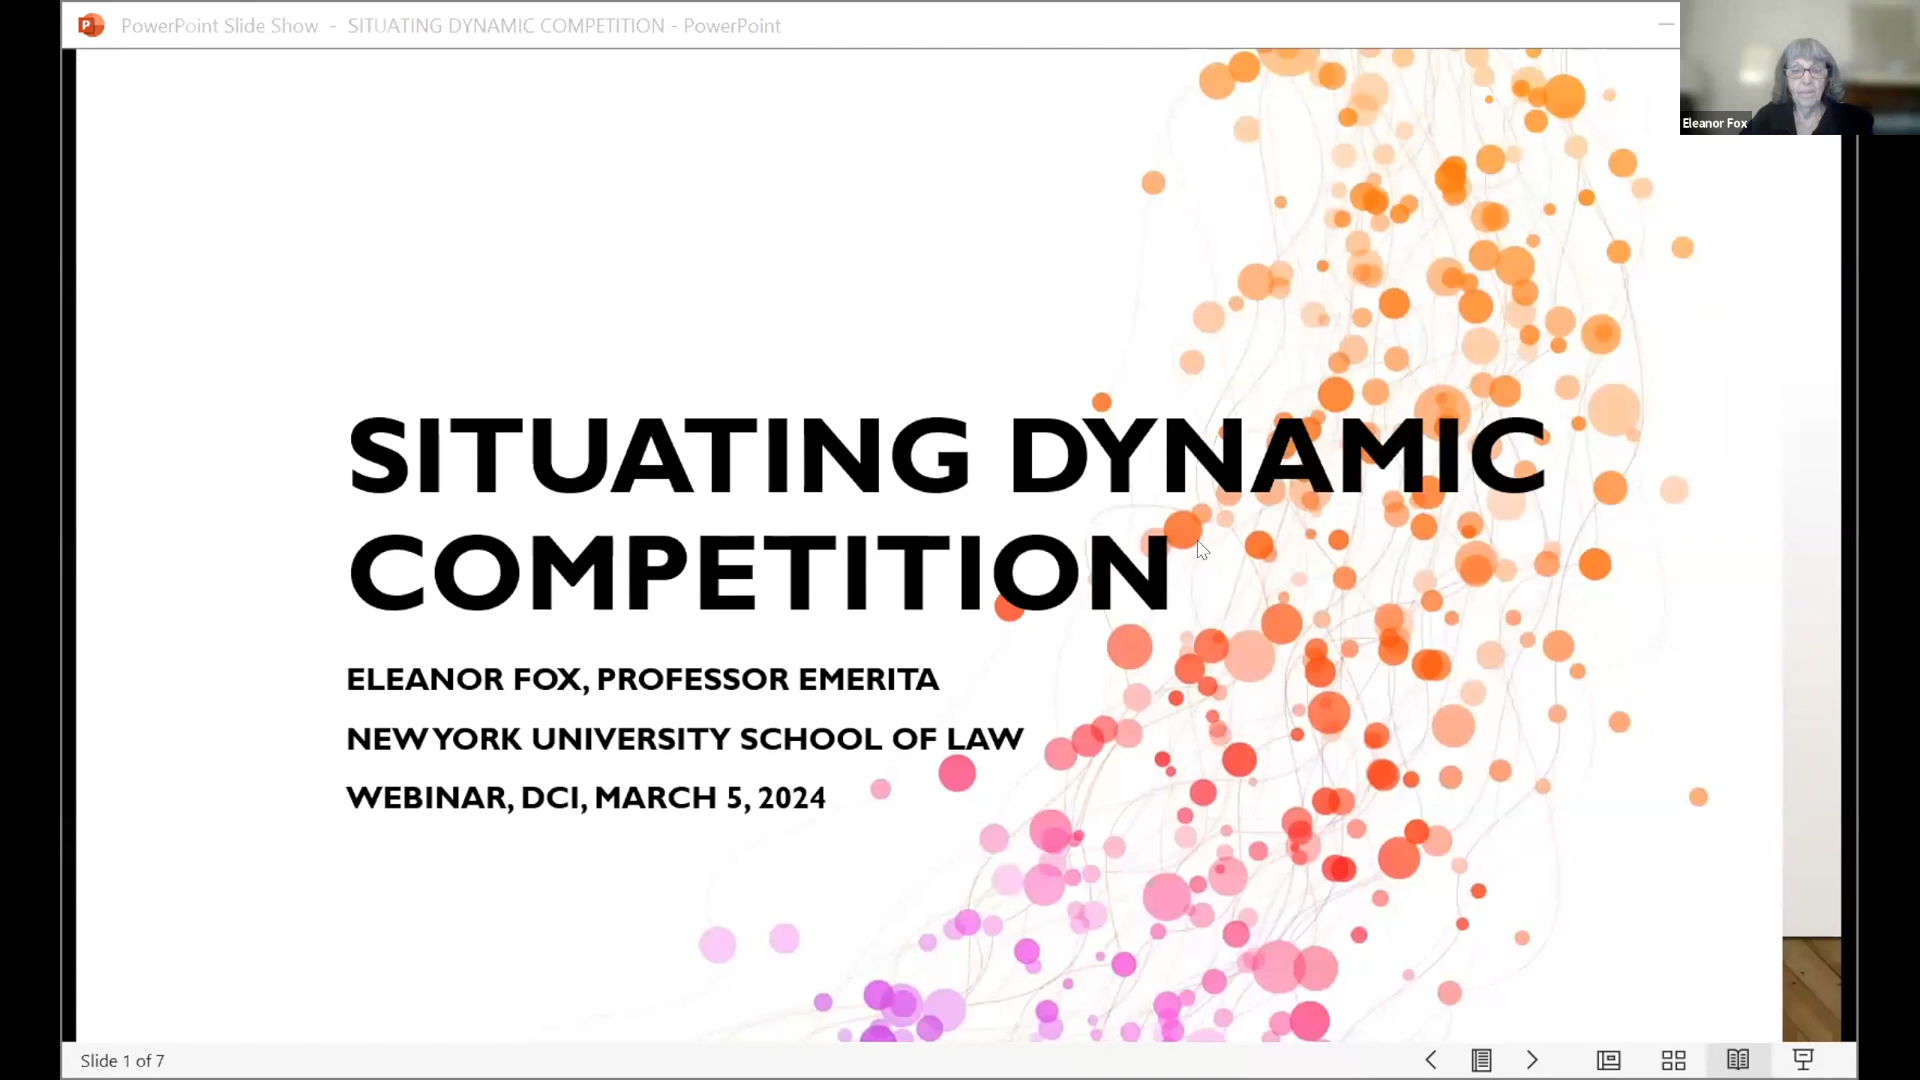 PowerPoint Slide Show - SITUATING DYNAMIC COMPETITION - PowerPoint
Eleanor Fox
SITUATING DYNAMIC
COMPETITION
ELEANOR FOX, PROFESSOR EMERITA
NEW YORK UNIVERSITY SCHOOL OF LAW
WEBINAR, DCI, MARCH 5, 2024
Slide 1 of 7